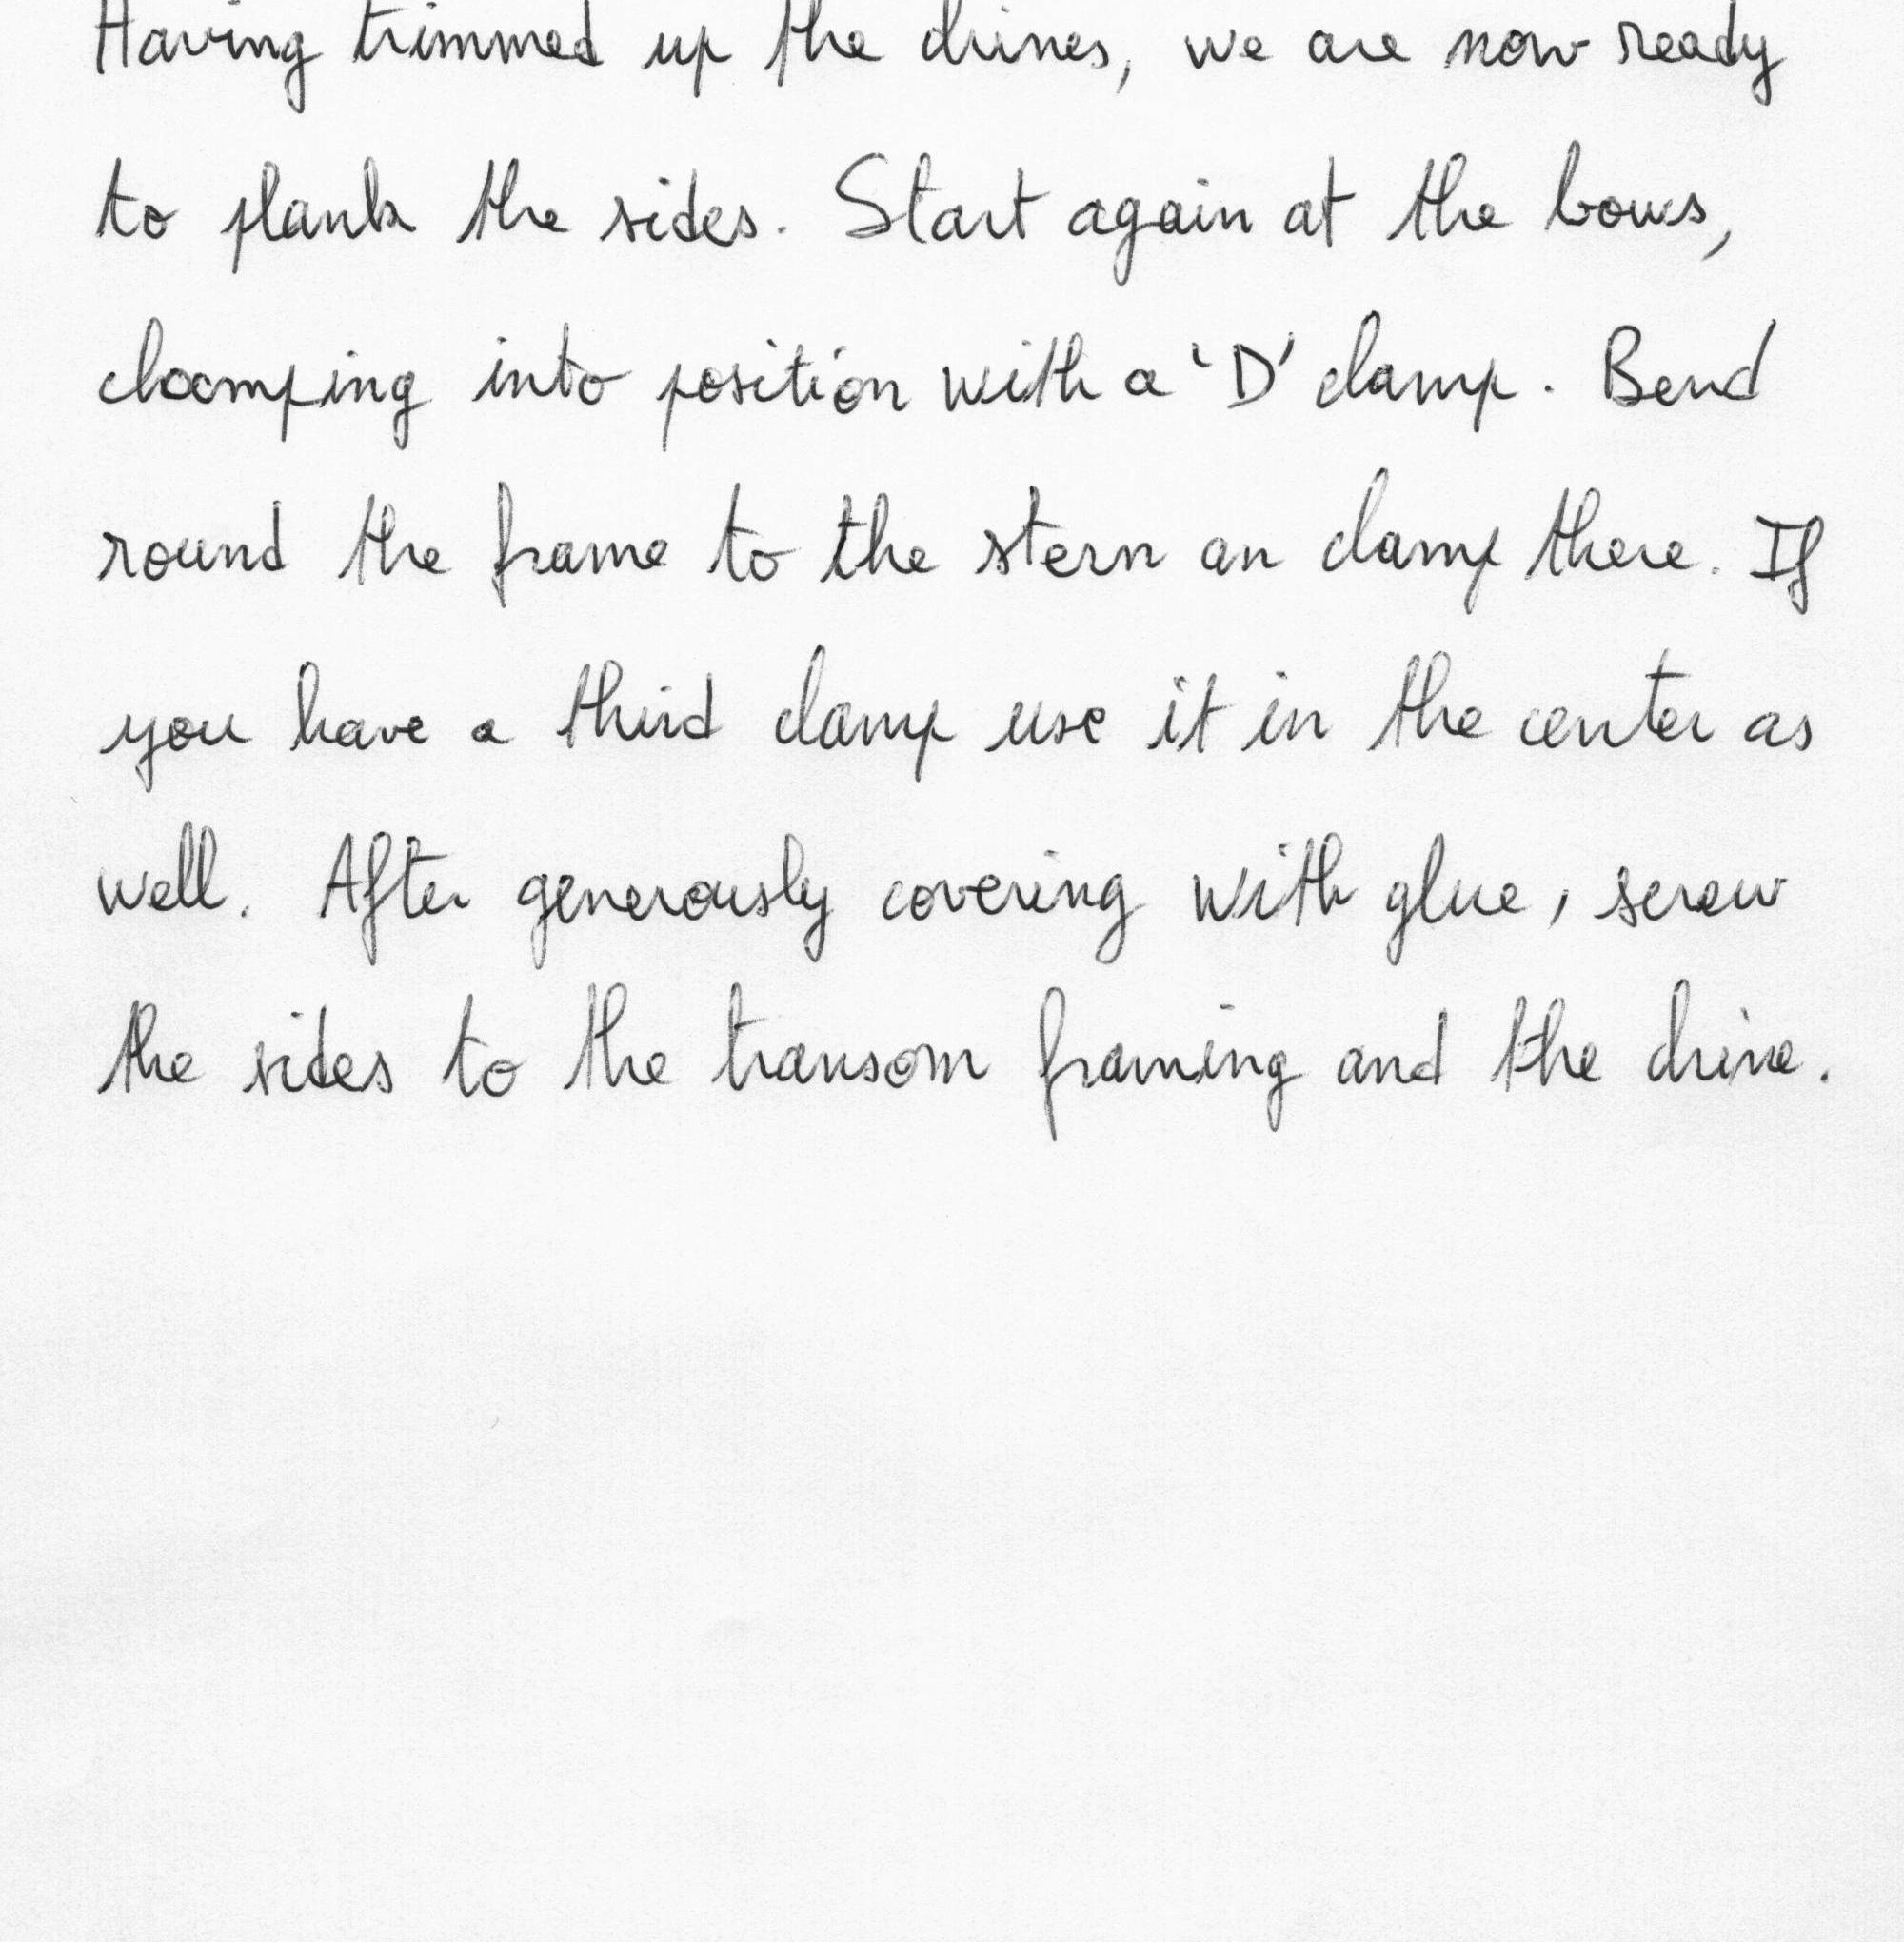 Having trimmed up the chines, we are now ready
to plank the sides. Start again at the bows,
clamping into position with a 'D' clamp. Bend
round the frame to the stern an clamp there. If
you have a third clamp use it in the center as
well. After generously covering with glue, screw
the sides to the transom framing and the chine.